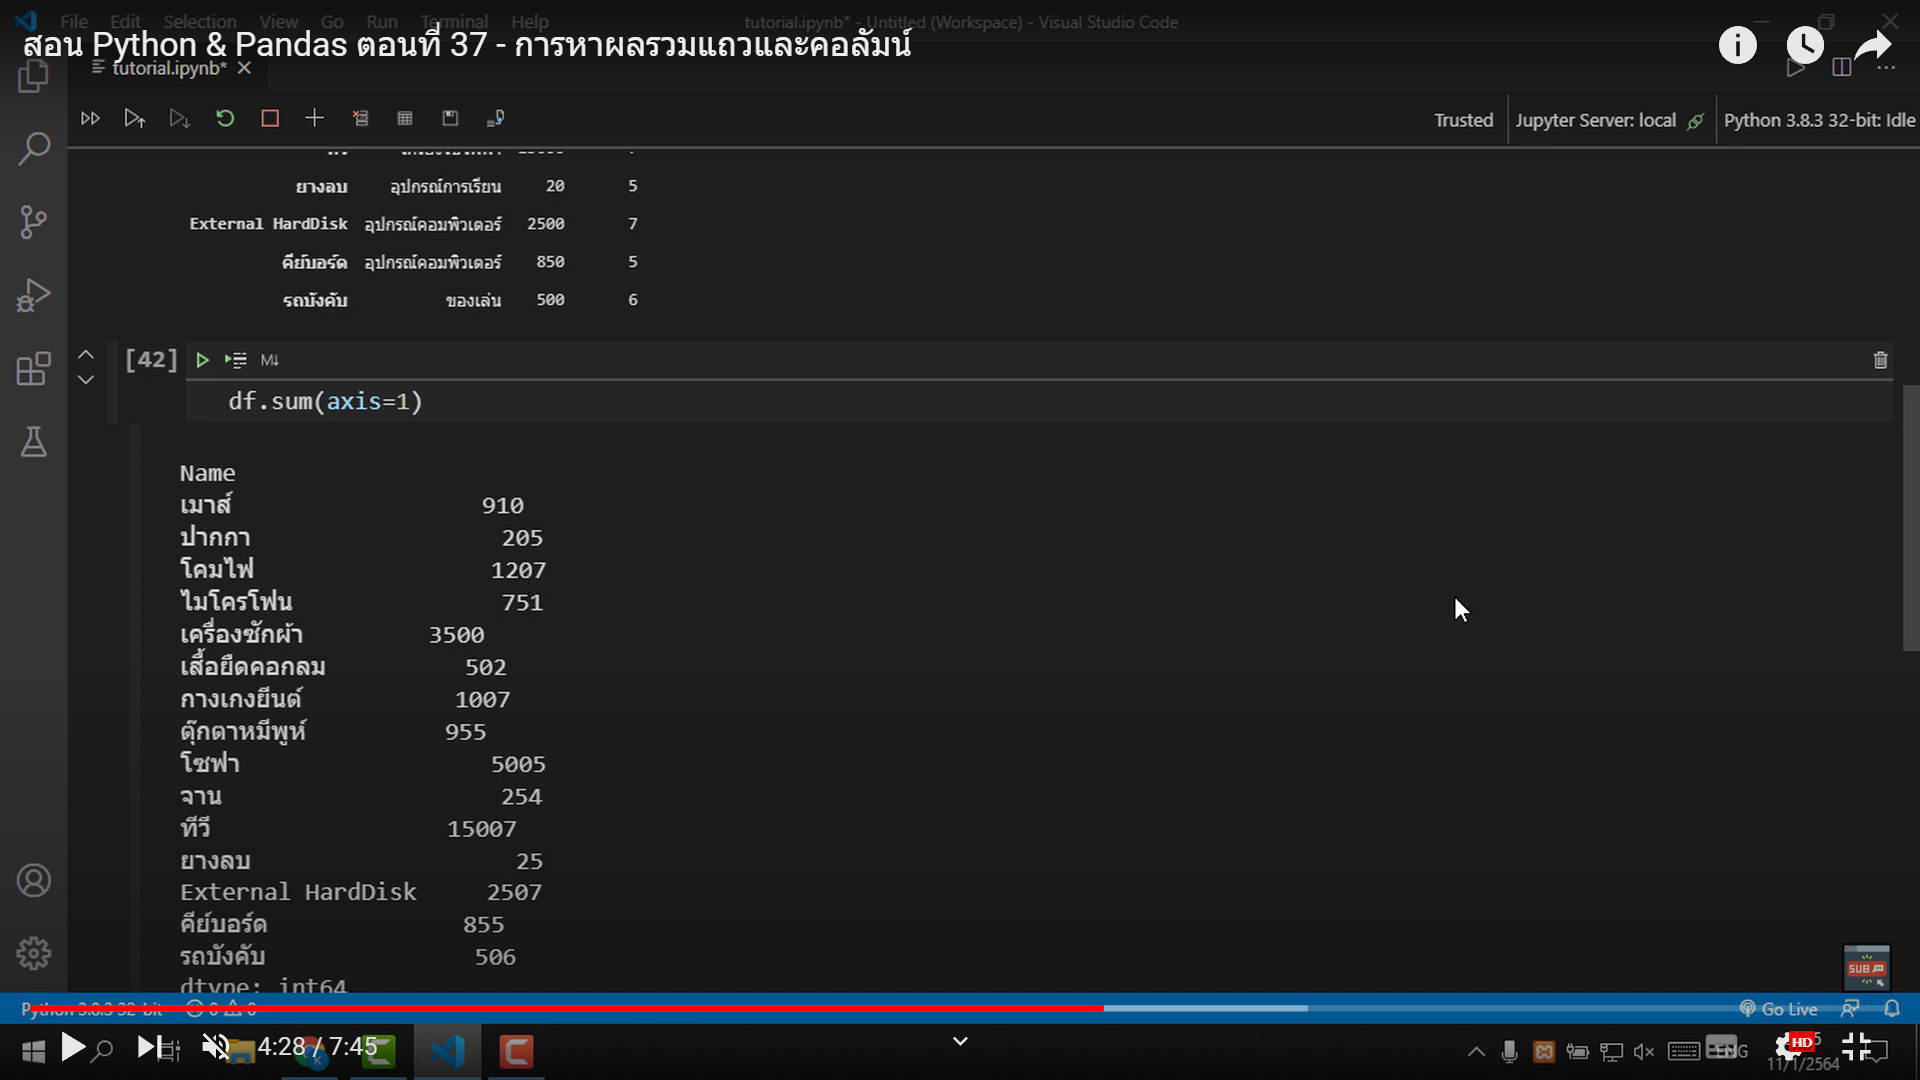 File Edit Selection View Go Run Terminal Help
tutorial.ipynb* - Untitled (Workspace) - Visual Studio Code
สอน Python & Pandas ตอนที่ 37 - การหาผลรวมแถวและคอลัมน์
tutorial.ipynb*
Trusted
Jupyter Server: local
Python 3.8.3 32-bit: Idle
ยางลบ อุปกรณ์การเรียน 20 5
External HardDisk อุปกรณ์คอมพิวเตอร์ 2500 7
คีย์บอร์ด อุปกรณ์คอมพิวเตอร์ 850 5
รถบังคับ ของเล่น 500 6
[42]
M↓
df.sum(axis=1)
Name
เมาส์ 910
ปากกา 205
โคมไฟ 1207
ไมโครโฟน 751
เครื่องซักผ้า 3500
เสื้อยืดคอกลม 502
กางเกงยีนต์ 1007
ตุ๊กตาหมีพูห์ 955
โซฟา 5005
จาน 254
ทีวี 15007
ยางลบ 25
External HardDisk 2507
คีย์บอร์ด 855
รถบังคับ 506
dtype: int64
SUB
Python 3.8.3 32-bit 0 0
Go Live
4:28 / 7:45
ENG
HD
11/1/2564